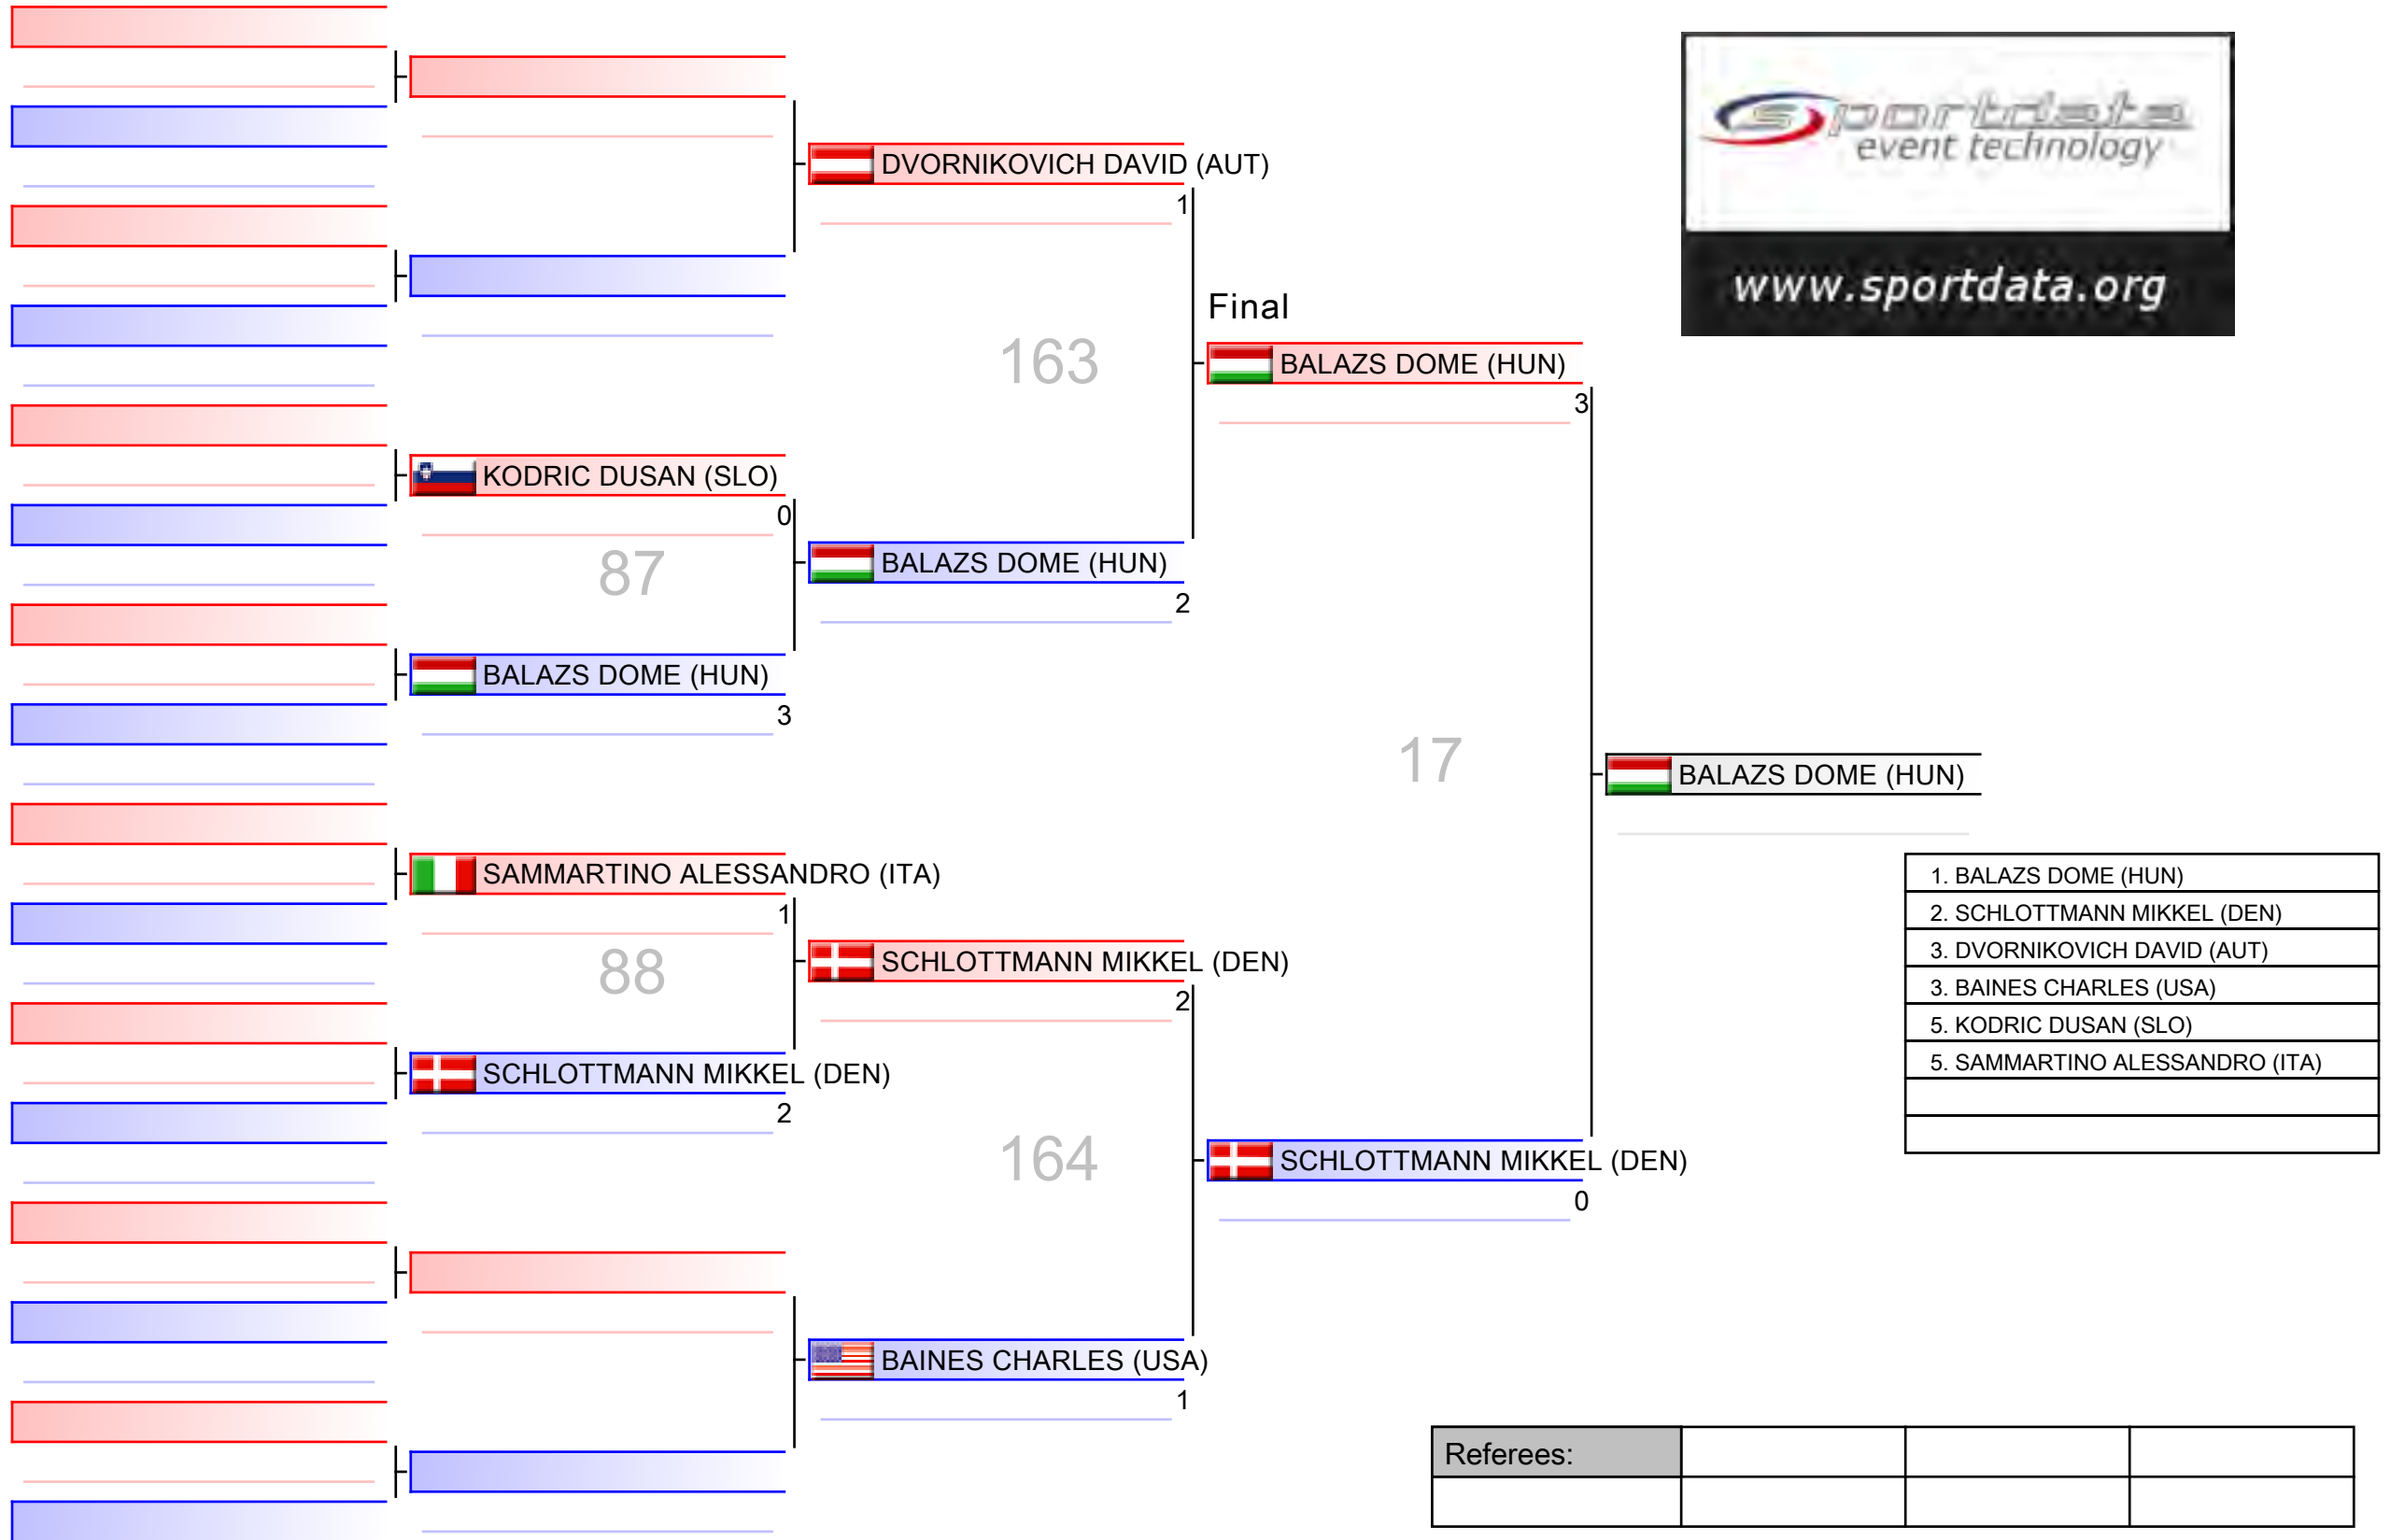 sportdata
event technology
www.sportdata.org
DVORNIKOVICH DAVID (AUT)
1
Final
163
BALAZS DOME (HUN)
3
KODRIC DUSAN (SLO)
0
87
BALAZS DOME (HUN)
2
BALAZS DOME (HUN)
3
17
BALAZS DOME (HUN)
SAMMARTINO ALESSANDRO (ITA)
1
88
SCHLOTTMANN MIKKEL (DEN)
2
SCHLOTTMANN MIKKEL (DEN)
2
164
SCHLOTTMANN MIKKEL (DEN)
0
BAINES CHARLES (USA)
1
1. BALAZS DOME (HUN)
2. SCHLOTTMANN MIKKEL (DEN)
3. DVORNIKOVICH DAVID (AUT)
3. BAINES CHARLES (USA)
5. KODRIC DUSAN (SLO)
5. SAMMARTINO ALESSANDRO (ITA)
Referees: